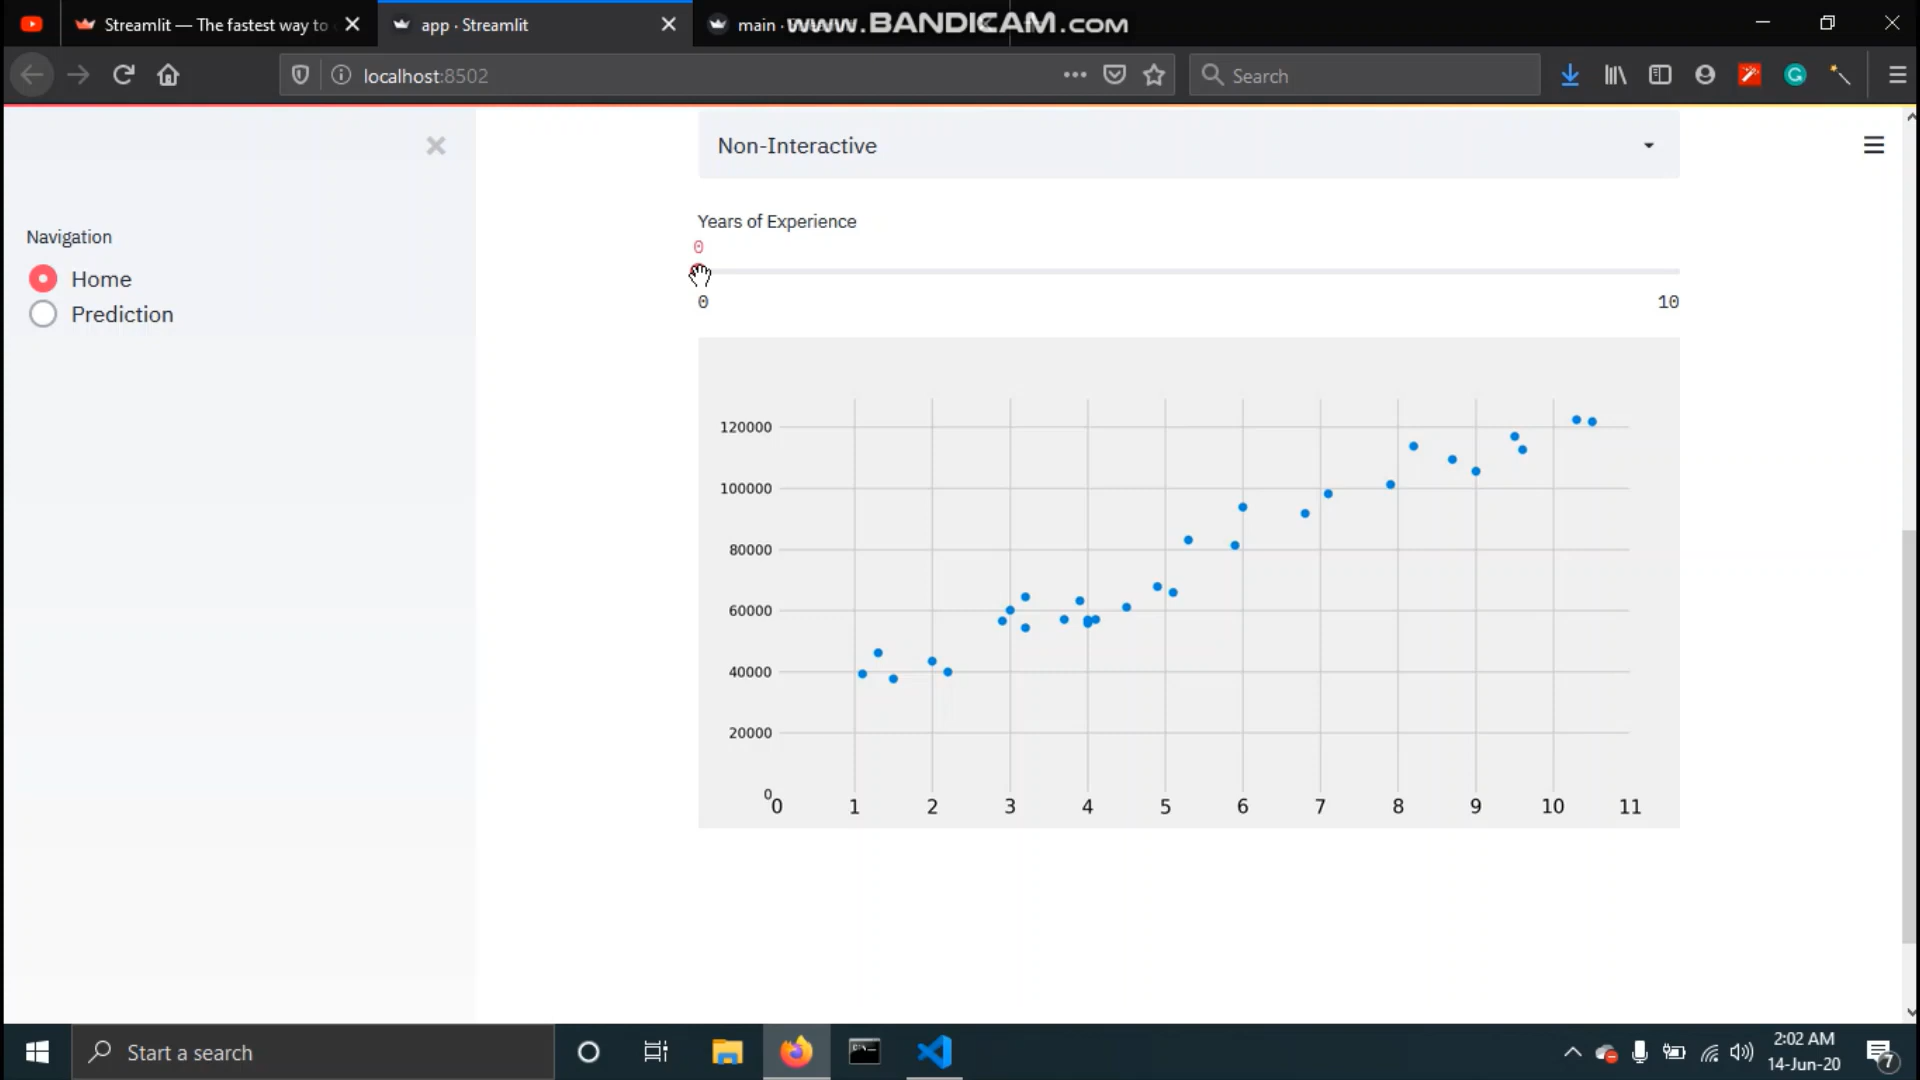 Streamlit — The fastest way to
app · Streamlit
main ·
www.BANDICAM.COM
localhost:8502
Search
Non-Interactive
Years of Experience
0
0
10
Navigation
Home
Prediction
120000
100000
80000
60000
40000
20000
0
0 1 2 3 4 5 6 7 8 9 10 11
Start a search
2:02 AM
14-Jun-20
7